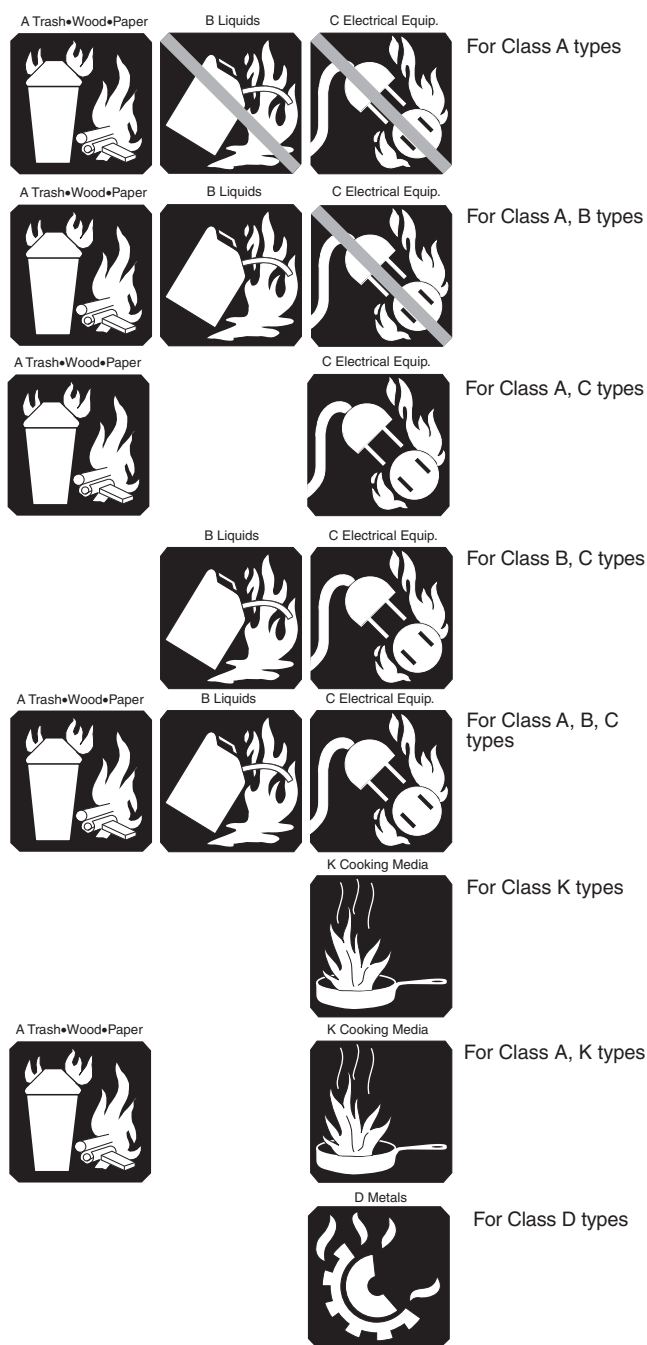 A Trash•Wood•Paper
B Liquids
C Electrical Equip.
For Class A types
A Trash•Wood•Paper
B Liquids
C Electrical Equip.
For Class A, B types
A Trash•Wood•Paper
C Electrical Equip.
For Class A, C types
B Liquids
C Electrical Equip.
For Class B, C types
A Trash•Wood•Paper
B Liquids
C Electrical Equip.
For Class A, B, C
types
K Cooking Media
For Class K types
A Trash•Wood•Paper
K Cooking Media
For Class A, K types
D Metals
For Class D types